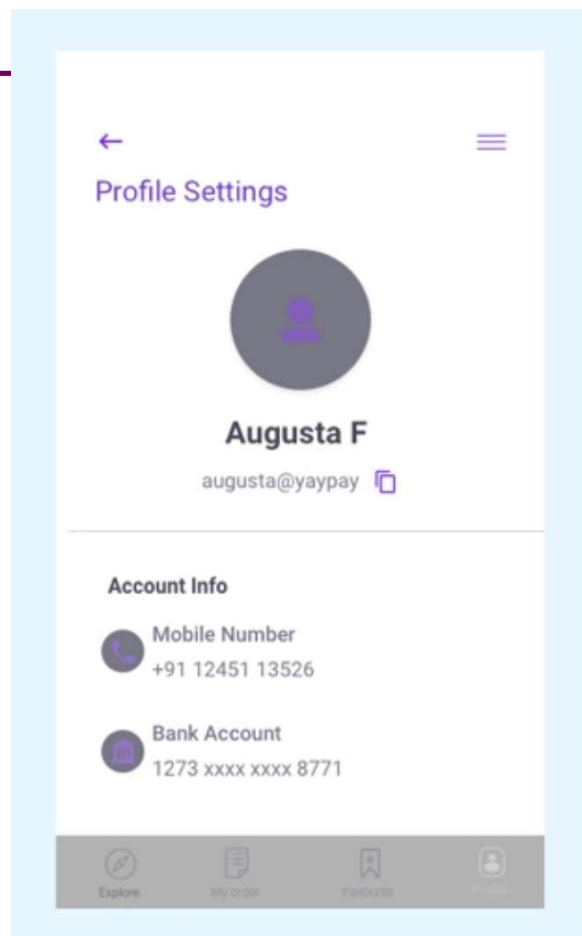 Profile Settings
Augusta F
augusta@yaypay
Account Info
Mobile Number
+91 12451 13526
Bank Account
1273 xxxx xxxx 8771
Explore
My order
Favourite
Profile